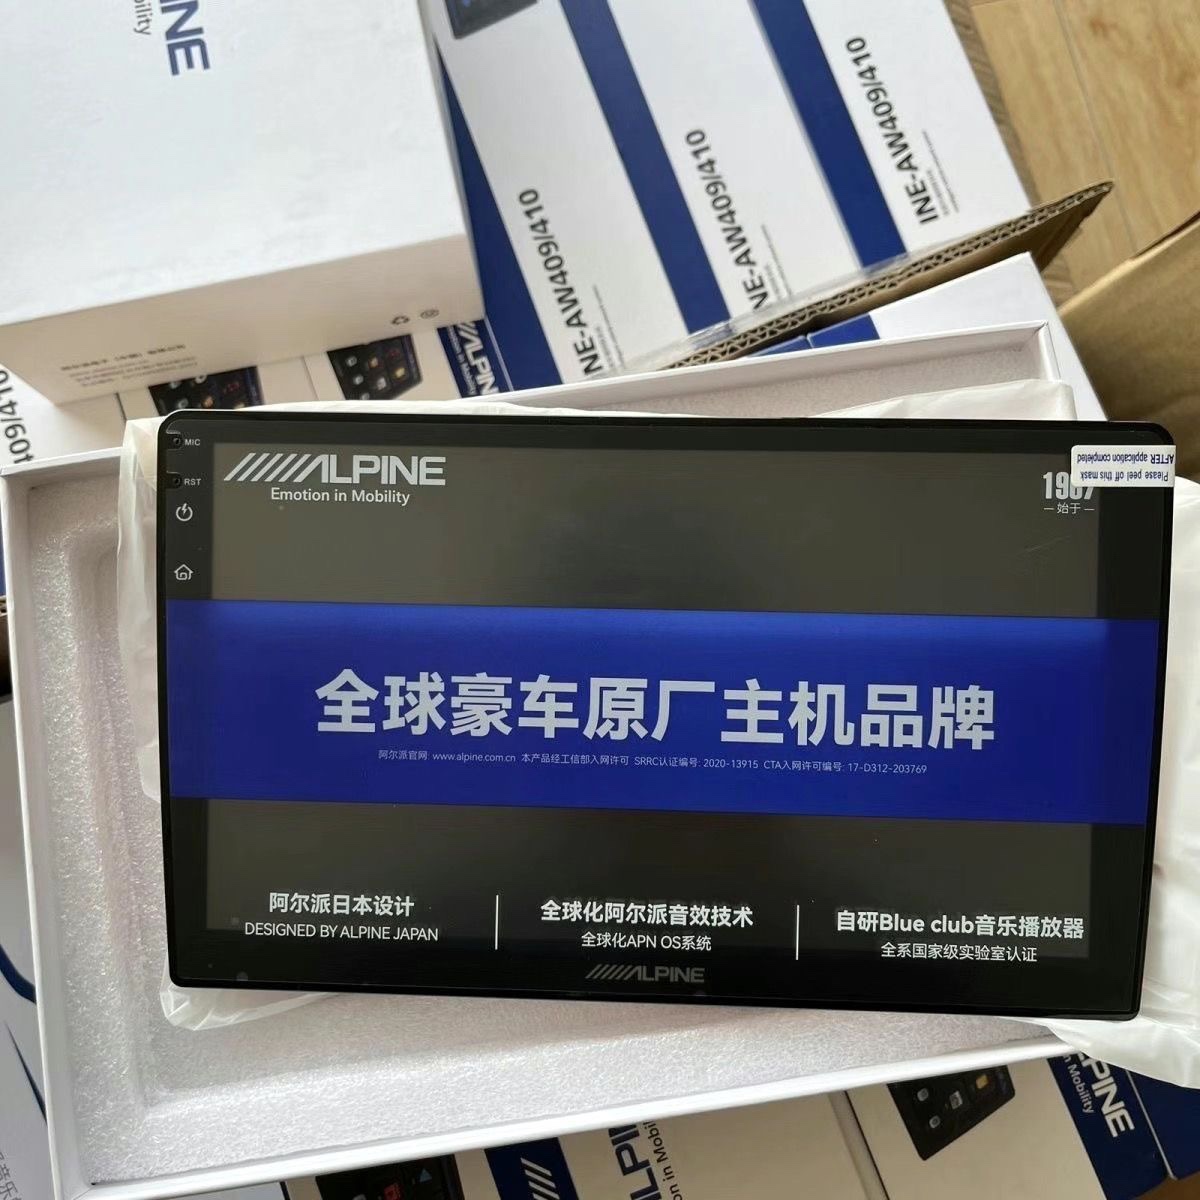 INE
bility
INE-AW409/410
INE-AW409/410
INE-AW409/410
409/410
ALPINE
MIC
RST
ALPINE
Emotion in Mobility
Please peel off this mask
AFTER application completed
始于
全球豪车原厂主机品牌
阿尔派官网: www.alpine.com.cn 本产品经工信部入网许可 SRRC认证编号: 2020-13915 CTA入网许可编号: 17-D312-203769
阿尔派日本设计
DESIGNED BY ALPINE JAPAN
全球化阿尔派音效技术
全球化APN OS系统
自研Blue club音乐播放器
全系国家级实验室认证
ALPINE
ALPINE
on in Mobil
PINE
n Mobility